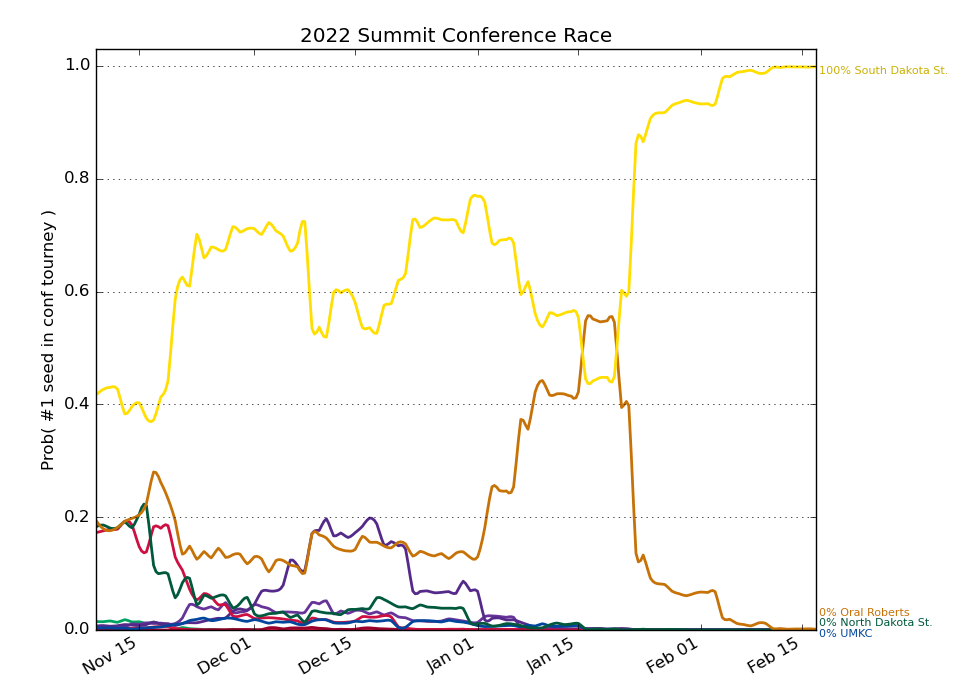 2022 Summit Conference Race
Prob( #1 seed in conf tourney )
1.0
0.8
0.6
0.4
0.2
0.0
Nov 15
Dec 01
Dec 15
Jan 01
Jan 15
Feb 01
Feb 15
100% South Dakota St.
0% Oral Roberts
0% North Dakota St.
0% UMKC